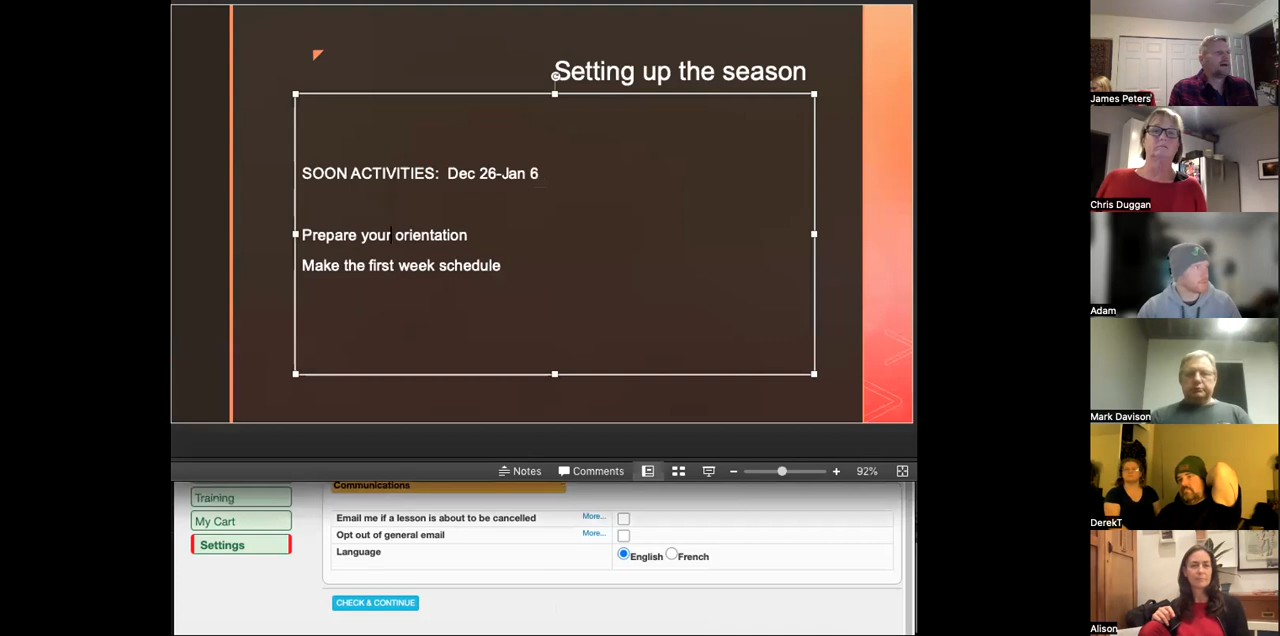 Setting up the season
SOON ACTIVITIES:  Dec 26-Jan 6
Prepare your orientation
Make the first week schedule
Notes
Comments
92%
Communications
Training
My Cart
Settings
Email me if a lesson is about to be cancelled More...
Opt out of general email More...
Language English French
CHECK & CONTINUE
James Peters
Chris Duggan
Adam
Mark Davison
DerekT
Alison